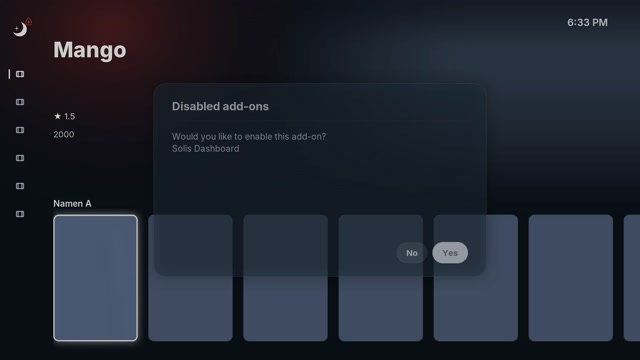 6:33 PM
Mango
★ 1.5
2000
Disabled add-ons
Would you like to enable this add-on?
Solis Dashboard
No
Yes
Namen A